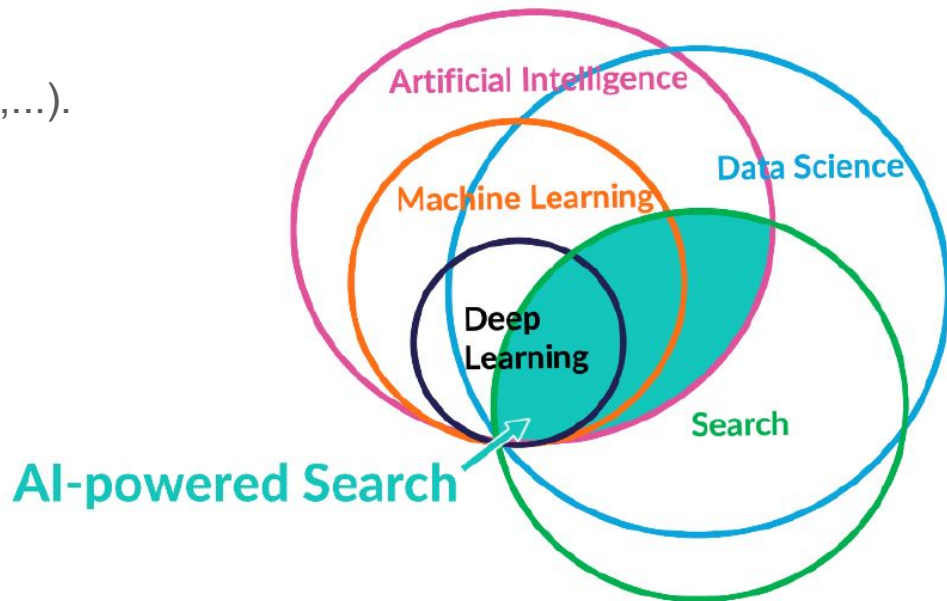 Artificial Intelligence
,...).
Data Science
Machine Learning
Deep
Learning
Search
AI-powered Search